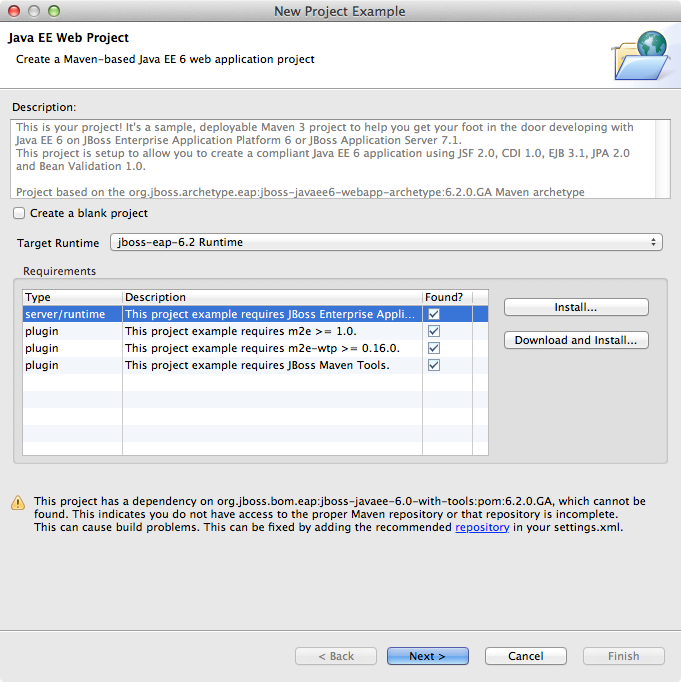 New Project Example
Java EE Web Project
Create a Maven-based Java EE 6 web application project
Description:
This is your project! It's a sample, deployable Maven 3 project to help you get your foot in the door developing with
Java EE 6 on JBoss Enterprise Application Platform 6 or JBoss Application Server 7.1.
This project is setup to allow you to create a compliant Java EE 6 application using JSF 2.0, CDI 1.0, EJB 3.1, JPA 2.0
and Bean Validation 1.0.
Project based on the org.jboss.archetype.eap:jboss-javaee6-webapp-archetype:6.2.0.GA Maven archetype
Create a blank project
Target Runtime jboss-eap-6.2 Runtime
Requirements
Type Description Found?
server/runtime This project example requires JBoss Enterprise Appli...
plugin This project example requires m2e >= 1.0.
plugin This project example requires m2e-wtp >= 0.16.0.
plugin This project example requires JBoss Maven Tools.
Install...
Download and Install...
This project has a dependency on org.jboss.bom.eap:jboss-javaee-6.0-with-tools:pom:6.2.0.GA, which cannot be
found. This indicates you do not have access to the proper Maven repository or that repository is incomplete.
This can cause build problems. This can be fixed by adding the recommended repository in your settings.xml.
< Back Next > Cancel Finish